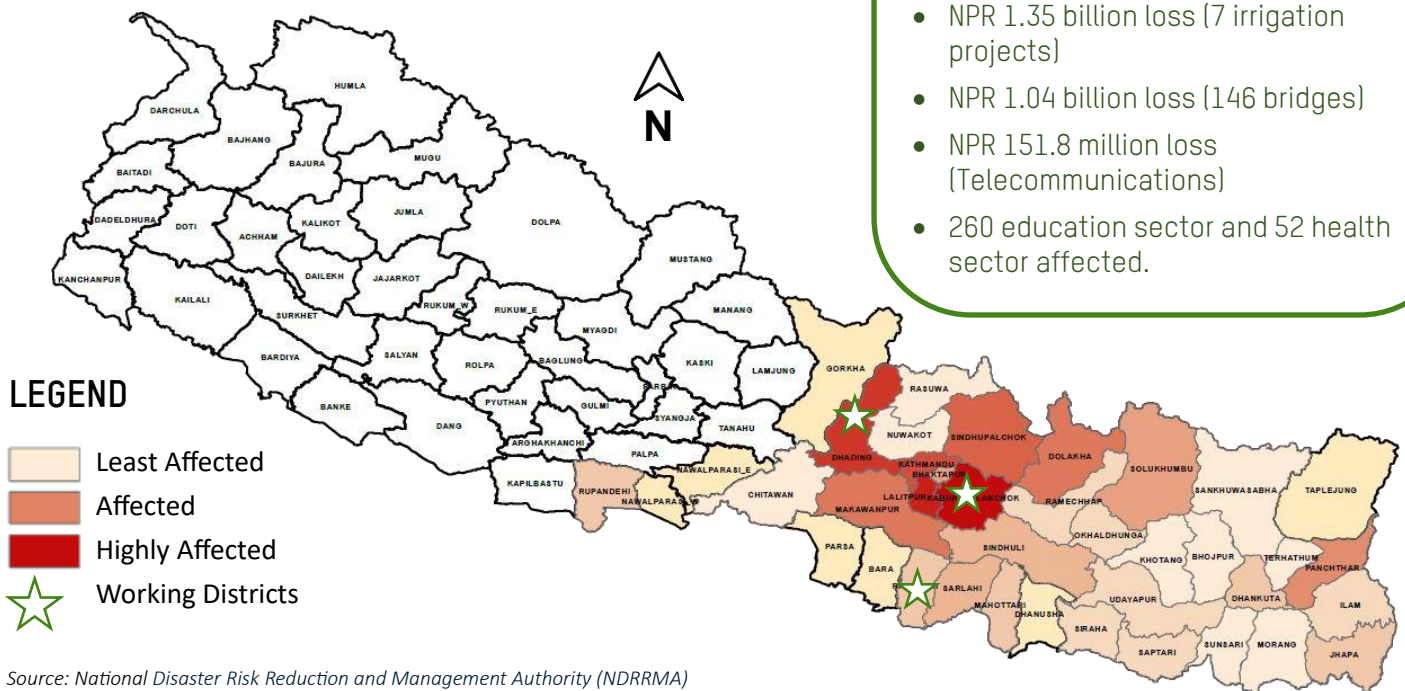 • NPR 1.35 billion loss (7 irrigation
projects)
• NPR 1.04 billion loss (146 bridges)
• NPR 151.8 million loss
(Telecommunications)
• 260 education sector and 52 health
sector affected.
N
HUMLA
DARCHULA
BAJHANG
BAJURA
MUGU
BAITADI
DADELDHURA
DOTI
ACHHAM
KALIKOT
JUMLA
DOLPA
KANCHANPUR
KAILALI
DAILEKH
JAJARKOT
MUSTANG
SURKHET
RUKUM_W
RUKUM_E
MYAGDI
MANANG
BARDIYA
SALYAN
ROLPA
BAGLUNG
KASKI
LAMJUNG
GORKHA
RASUWA
BANKE
DANG
PYUTHAN
GULMI
SYANGJA
TANAHU
NUWAKOT
SINDHUPALCHOK
DOLAKHA
SOLUKHUMBU
ARGHAKHANCHI
PALPA
DHADING
KATHMANDU
BHAKTAPUR
KAPILBASTU
RUPANDEHI
NAWALPARASI_E
CHITAWAN
LALITPUR
MAKAWANPUR
RAMECHHAP
SANKHUWASABHA
TAPLEJUNG
OKHALDHUNGA
PARSA
BARA
SINDHULI
KHOTANG
BHOJPUR
TERHATHUM
PANCHTHAR
SARLAHI
MAHOTTARI
DHANUSHA
UDAYAPUR
DHANKUTA
ILAM
SIRAHA
SAPTARI
SUNSARI
MORANG
JHAPA
LEGEND
Least Affected
Affected
Highly Affected
Working Districts
Source: National Disaster Risk Reduction and Management Authority (NDRRMA)